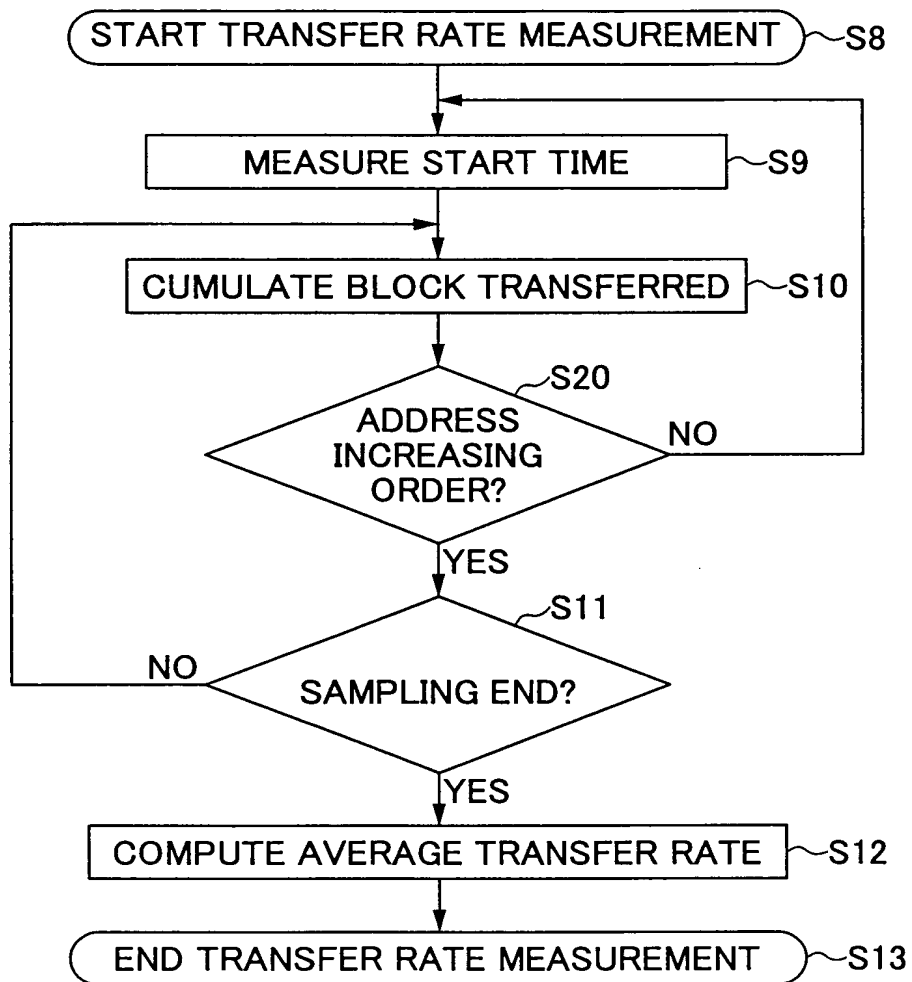 START TRANSFER RATE MEASUREMENT
S8
MEASURE START TIME
S9
CUMULATE BLOCK TRANSFERRED
S10
S20
ADDRESS
INCREASING
ORDER?
NO
YES
S11
NO
SAMPLING END?
YES
COMPUTE AVERAGE TRANSFER RATE
S12
END TRANSFER RATE MEASUREMENT
S13